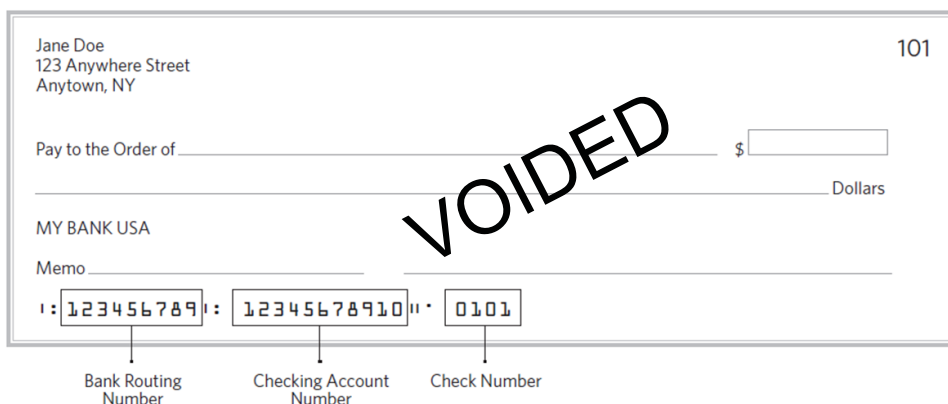 Jane Doe
101
123 Anywhere Street
Anytown, NY
VOIDED
Pay to the Order of
$
Dollars
MY BANK USA
Memo
⑆123456789⑆ 12345678910⑈ 0101
Bank Routing
Number
Checking Account
Number
Check Number